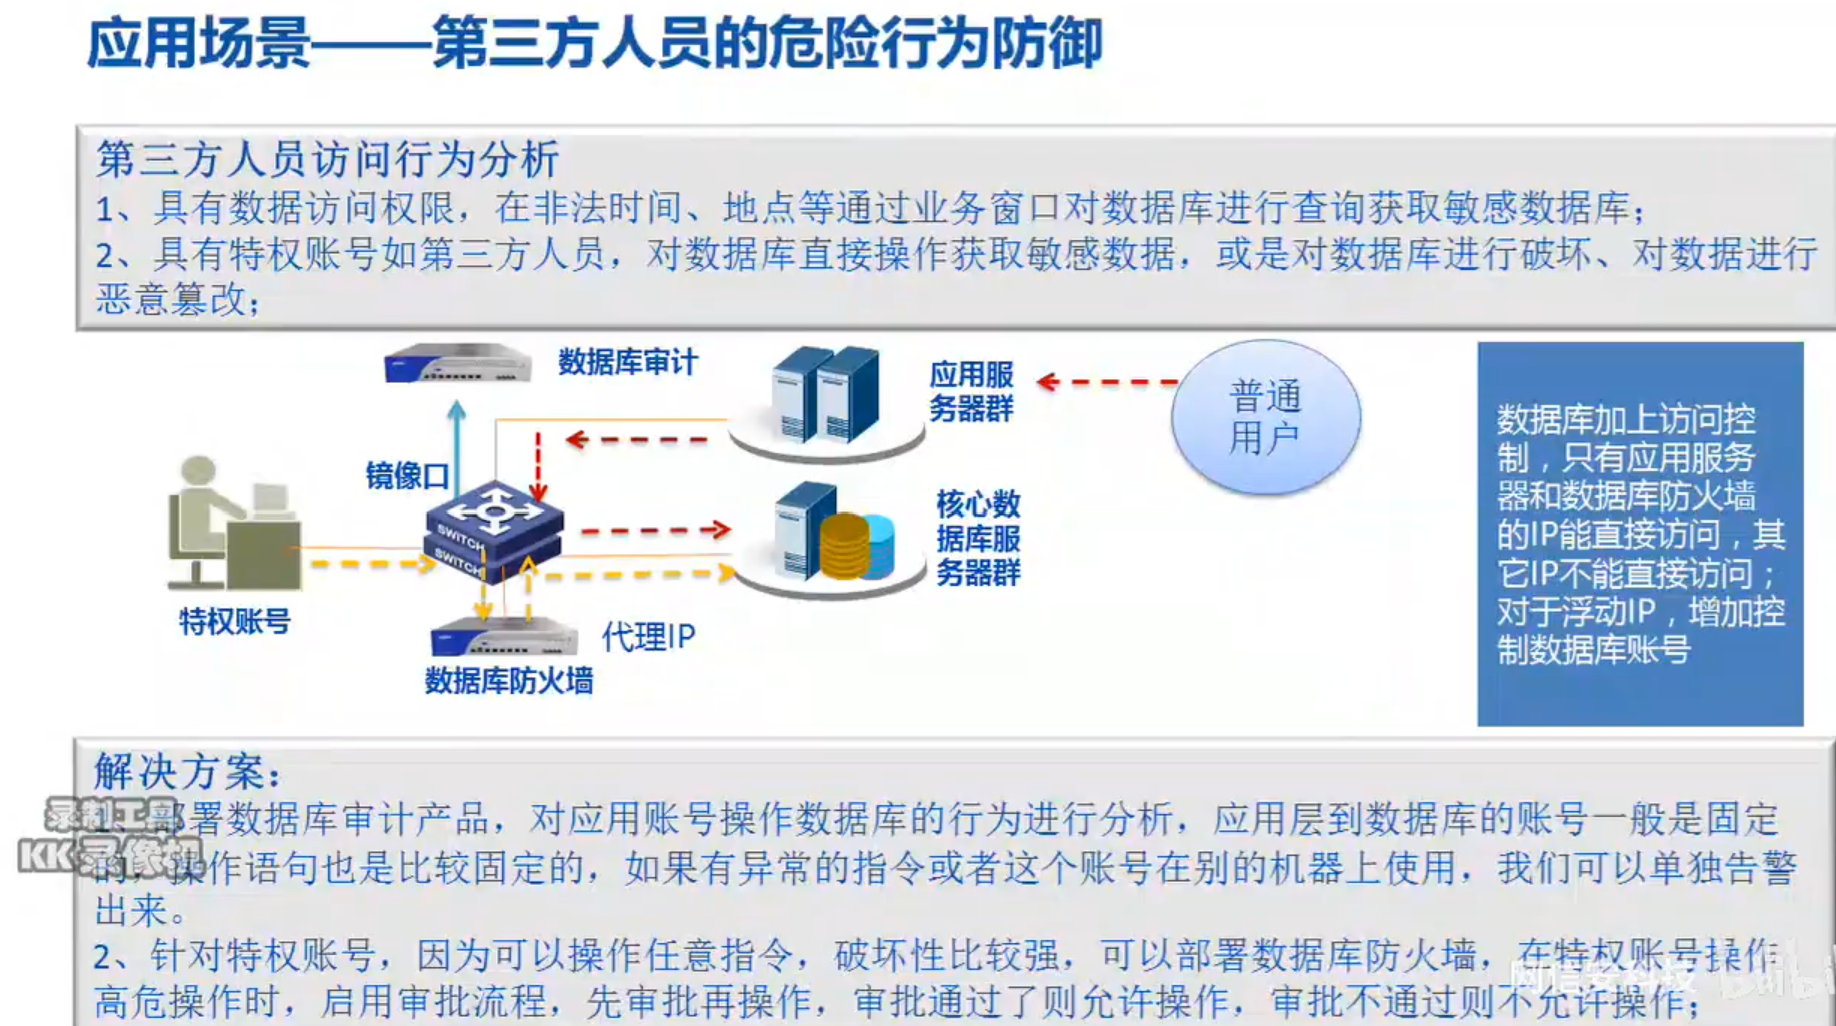 应用场景——第三方人员的危险行为防御
第三方人员访问行为分析
1、具有数据访问权限，在非法时间、地点等通过业务窗口对数据库进行查询获取敏感数据库；
2、具有特权账号如第三方人员，对数据库直接操作获取敏感数据，或是对数据库进行破坏、对数据进行
恶意篡改；
数据库审计
应用服
务器群
普通
用户
镜像口
SWITCH
SWITCH
核心数
据库服
务器群
特权账号
代理IP
数据库防火墙
数据库加上访问控
制，只有应用服务
器和数据库防火墙
的IP能直接访问，其
它IP不能直接访问；
对于浮动IP，增加控
制数据库账号
解决方案：
1、部署数据库审计产品，对应用账号操作数据库的行为进行分析，应用层到数据库的账号一般是固定
的，操作语句也是比较固定的，如果有异常的指令或者这个账号在别的机器上使用，我们可以单独告警
出来。
2、针对特权账号，因为可以操作任意指令，破坏性比较强，可以部署数据库防火墙，在特权账号操作
高危操作时，启用审批流程，先审批再操作，审批通过了则允许操作，审批不通过则不允许操作；
录制工具
KK录像机
网信安科技
bilibili